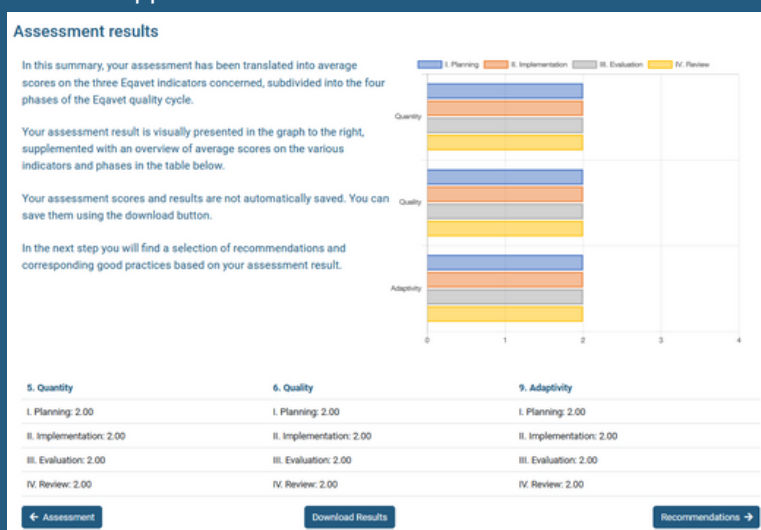 Assessment results
In this summary, your assessment has been translated into average
scores on the three Eqavet indicators concerned, subdivided into the four
phases of the Eqavet quality cycle.
Your assessment result is visually presented in the graph to the right,
supplemented with an overview of average scores on the various
indicators and phases in the table below.
Your assessment scores and results are not automatically saved. You can
save them using the download button.
In the next step you will find a selection of recommendations and
corresponding good practices based on your assessment result.
I. Planning II. Implementation III. Evaluation IV. Review
Quantity
Quality
Adaptivity
0 1 2 3 4
5. Quantity 6. Quality 9. Adaptivity
I. Planning: 2.00 I. Planning: 2.00 I. Planning: 2.00
II. Implementation: 2.00 II. Implementation: 2.00 II. Implementation: 2.00
III. Evaluation: 2.00 III. Evaluation: 2.00 III. Evaluation: 2.00
IV. Review: 2.00 IV. Review: 2.00 IV. Review: 2.00
← Assessment Download Results Recommendations →